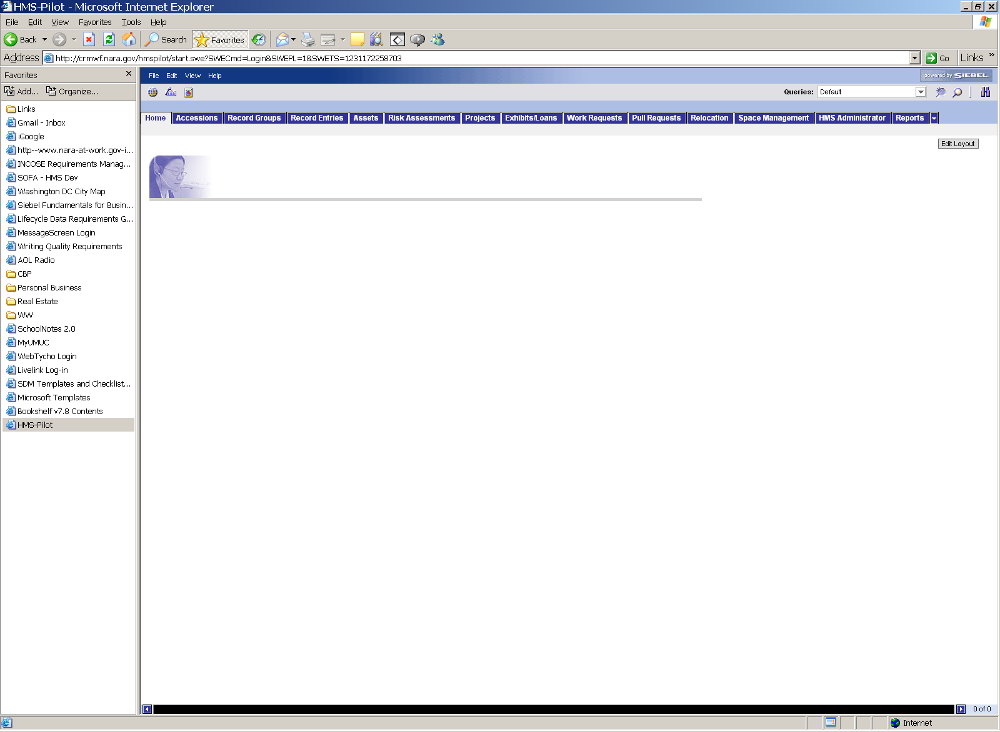 HMS-Pilot - Microsoft Internet Explorer
File Edit View Favorites Tools Help
Back Search Favorites
Address http://crmwf.nara.gov/hmspilot/start.swe?SWECmd=Login&SWEPL=1&SWETS=1231172258703 Go Links »
Favorites
Add... Organize...
Links
Gmail - Inbox
iGoogle
http--www.nara-at-work.gov-i...
INCOSE Requirements Manag...
SOFA - HMS Dev
Washington DC City Map
Siebel Fundamentals for Busin...
Lifecycle Data Requirements G...
MessageScreen Login
Writing Quality Requirements
AOL Radio
CBP
Personal Business
Real Estate
WW
SchoolNotes 2.0
MyUMUC
WebTycho Login
Livelink Log-in
SDM Templates and Checklist...
Microsoft Templates
Bookshelf v7.8 Contents
HMS-Pilot
File Edit View Help
powered by SIEBEL
Queries: Default
Home Accessions Record Groups Record Entries Assets Risk Assessments Projects Exhibits/Loans Work Requests Pull Requests Relocation Space Management HMS Administrator Reports
Edit Layout
0 of 0
Internet